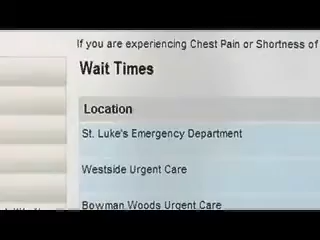 If you are experiencing Chest Pain or Shortness of
Wait Times
Location
St. Luke's Emergency Department
Westside Urgent Care
Bowman Woods Urgent Care